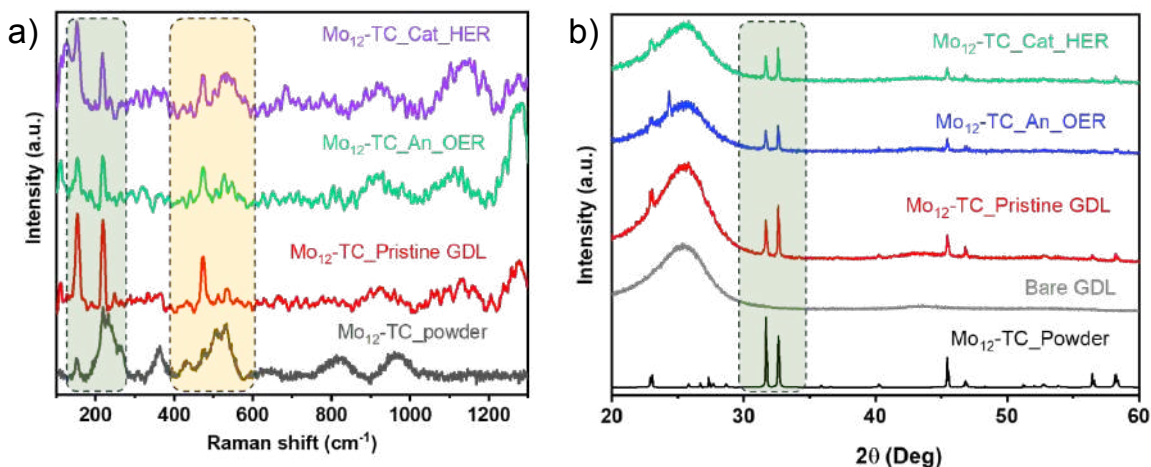 a)
Intensity (a.u.)
Mo₁₂-TC_Cat_HER
Mo₁₂-TC_An_OER
Mo₁₂-TC_Pristine GDL
Mo₁₂-TC_powder
200 400 600 800 1000 1200
Raman shift (cm⁻¹)
b)
Intensity (a.u.)
Mo₁₂-TC_Cat_HER
Mo₁₂-TC_An_OER
Mo₁₂-TC_Pristine GDL
Bare GDL
Mo₁₂-TC_Powder
20 30 40 50 60
2θ (Deg)